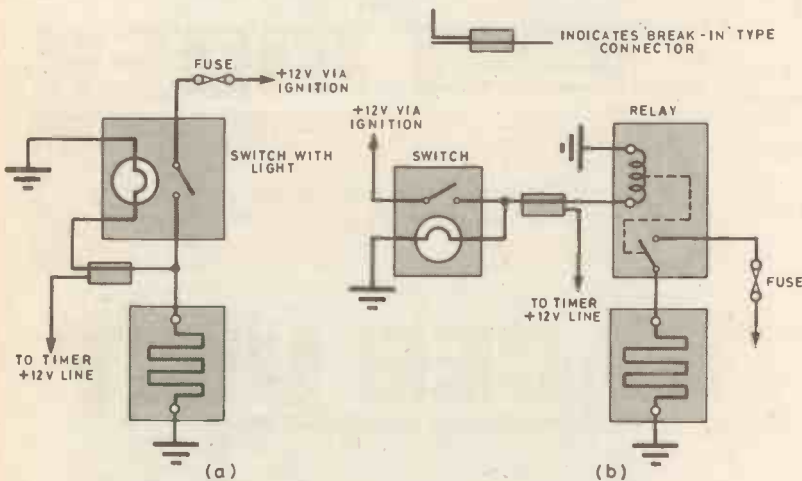 INDICATES 'BREAK-IN' TYPE
CONNECTOR
FUSE
+12V VIA
IGNITION
SWITCH WITH
LIGHT
TO TIMER
+12V LINE
(a)
+12V VIA
IGNITION
SWITCH
RELAY
TO TIMER
+12V LINE
FUSE
(b)